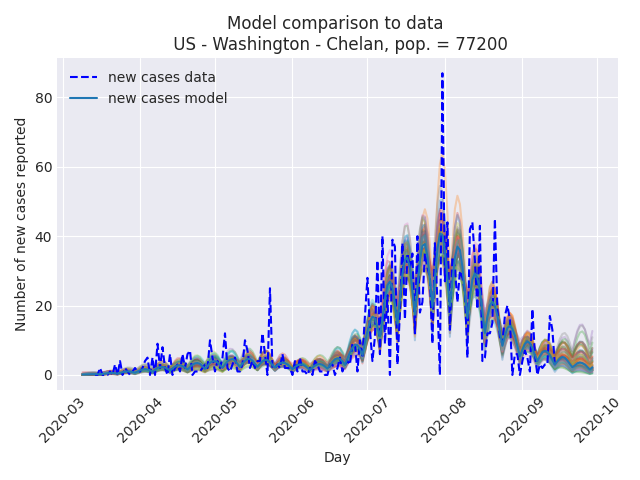 Model comparison to data
US - Washington - Chelan, pop. = 77200
new cases data
new cases model
Number of new cases reported
80
60
40
20
0
2020-03
2020-04
2020-05
2020-06
2020-07
2020-08
2020-09
2020-10
Day